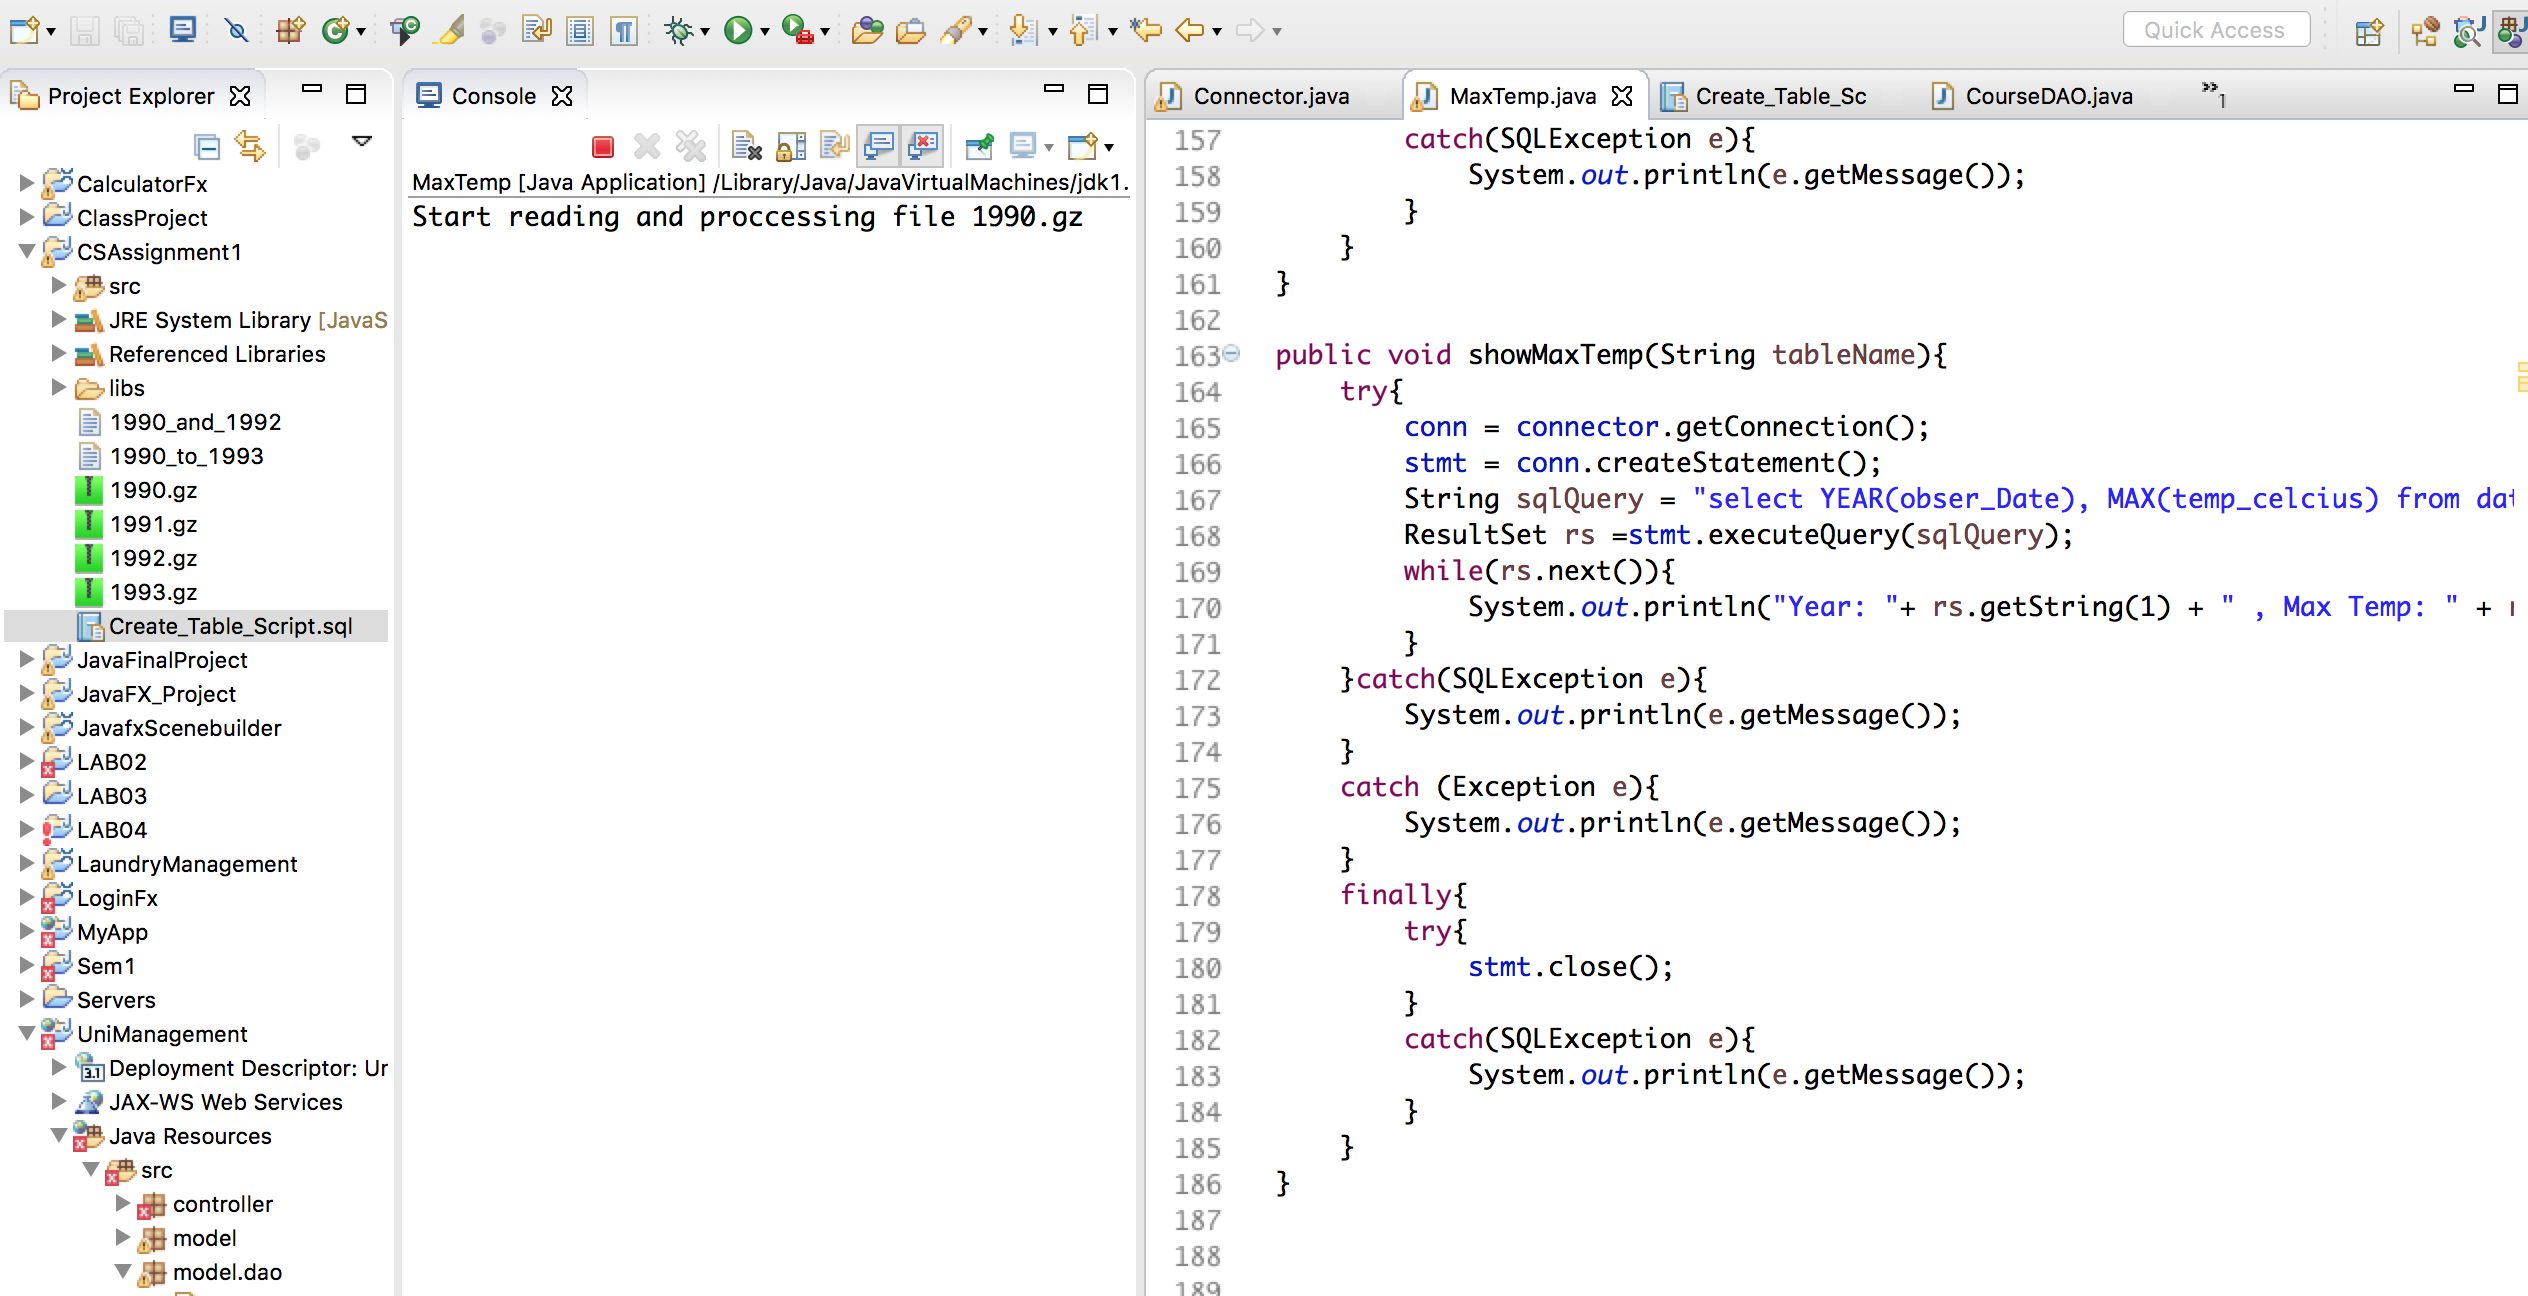 Quick Access
Project Explorer
CalculatorFx
ClassProject
CSAssignment1
src
JRE System Library [JavaS
Referenced Libraries
libs
1990_and_1992
1990_to_1993
1990.gz
1991.gz
1992.gz
1993.gz
Create_Table_Script.sql
JavaFinalProject
JavaFX_Project
JavafxScenebuilder
LAB02
LAB03
LAB04
LaundryManagement
LoginFx
MyApp
Sem1
Servers
UniManagement
Deployment Descriptor: Ur
JAX-WS Web Services
Java Resources
src
controller
model
model.dao
Console
MaxTemp [Java Application] /Library/Java/JavaVirtualMachines/jdk1.
Start reading and proccessing file 1990.gz
Connector.java MaxTemp.java Create_Table_Sc CourseDAO.java »1
157 catch(SQLException e){
158 System.out.println(e.getMessage());
159 }
160 }
161 }
162
163 public void showMaxTemp(String tableName){
164 try{
165 conn = connector.getConnection();
166 stmt = conn.createStatement();
167 String sqlQuery = "select YEAR(obser_Date), MAX(temp_celcius) from dat
168 ResultSet rs =stmt.executeQuery(sqlQuery);
169 while(rs.next()){
170 System.out.println("Year: "+ rs.getString(1) + " , Max Temp: " + r
171 }
172 }catch(SQLException e){
173 System.out.println(e.getMessage());
174 }
175 catch (Exception e){
176 System.out.println(e.getMessage());
177 }
178 finally{
179 try{
180 stmt.close();
181 }
182 catch(SQLException e){
183 System.out.println(e.getMessage());
184 }
185 }
186 }
187
188
189